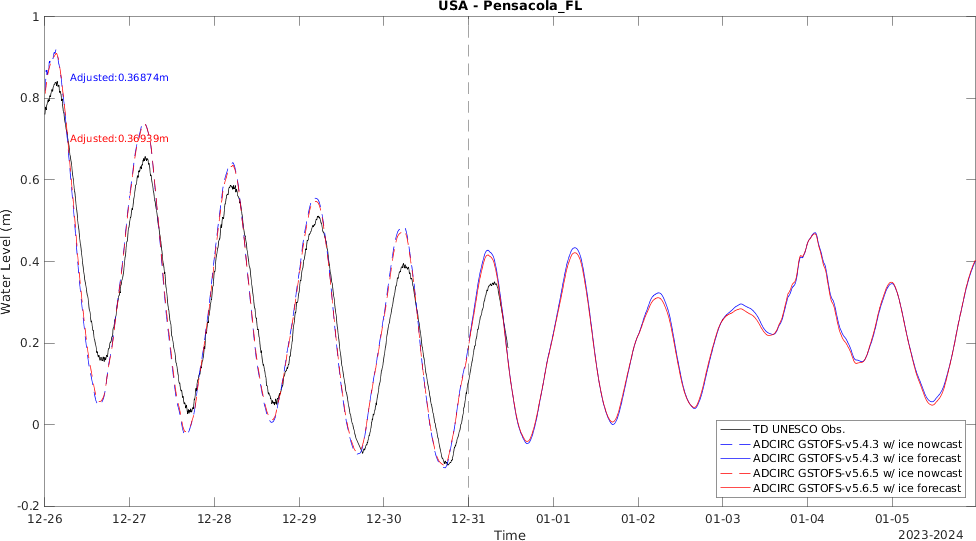 USA - Pensacola_FL
1
0.8
0.6
0.4
0.2
0
-0.2
Water Level (m)
Adjusted:0.36874m
Adjusted:0.36939m
12-26 12-27 12-28 12-29 12-30 12-31 01-01 01-02 01-03 01-04 01-05
Time
2023-2024
TD UNESCO Obs.
ADCIRC GSTOFS-v5.4.3 w/ ice nowcast
ADCIRC GSTOFS-v5.4.3 w/ ice forecast
ADCIRC GSTOFS-v5.6.5 w/ ice nowcast
ADCIRC GSTOFS-v5.6.5 w/ ice forecast